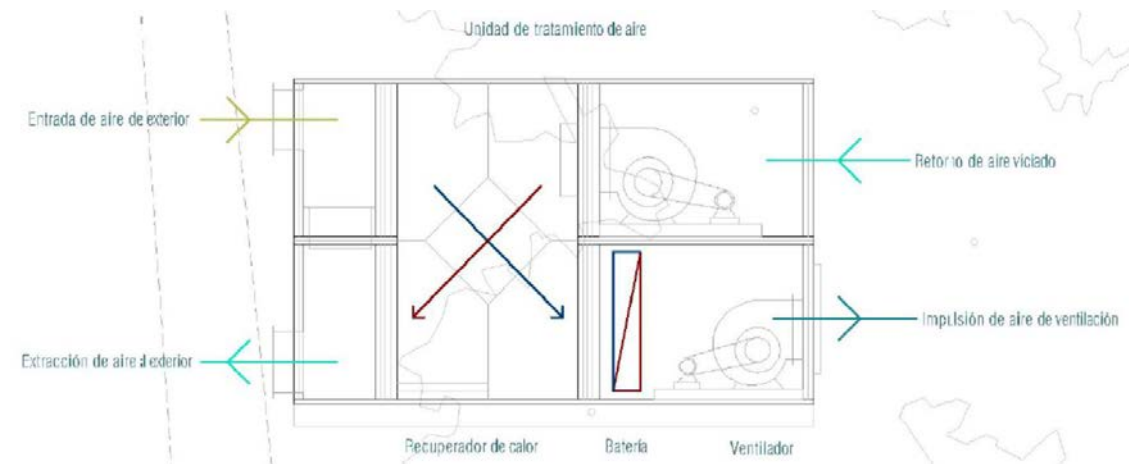 Unidad de tratamiento de aire
Entrada de aire de exterior
Retorno de aire viciado
Impulsión de aire de ventilación
Extracción de aire al exterior
Recuperador de calor
Batería
Ventilador